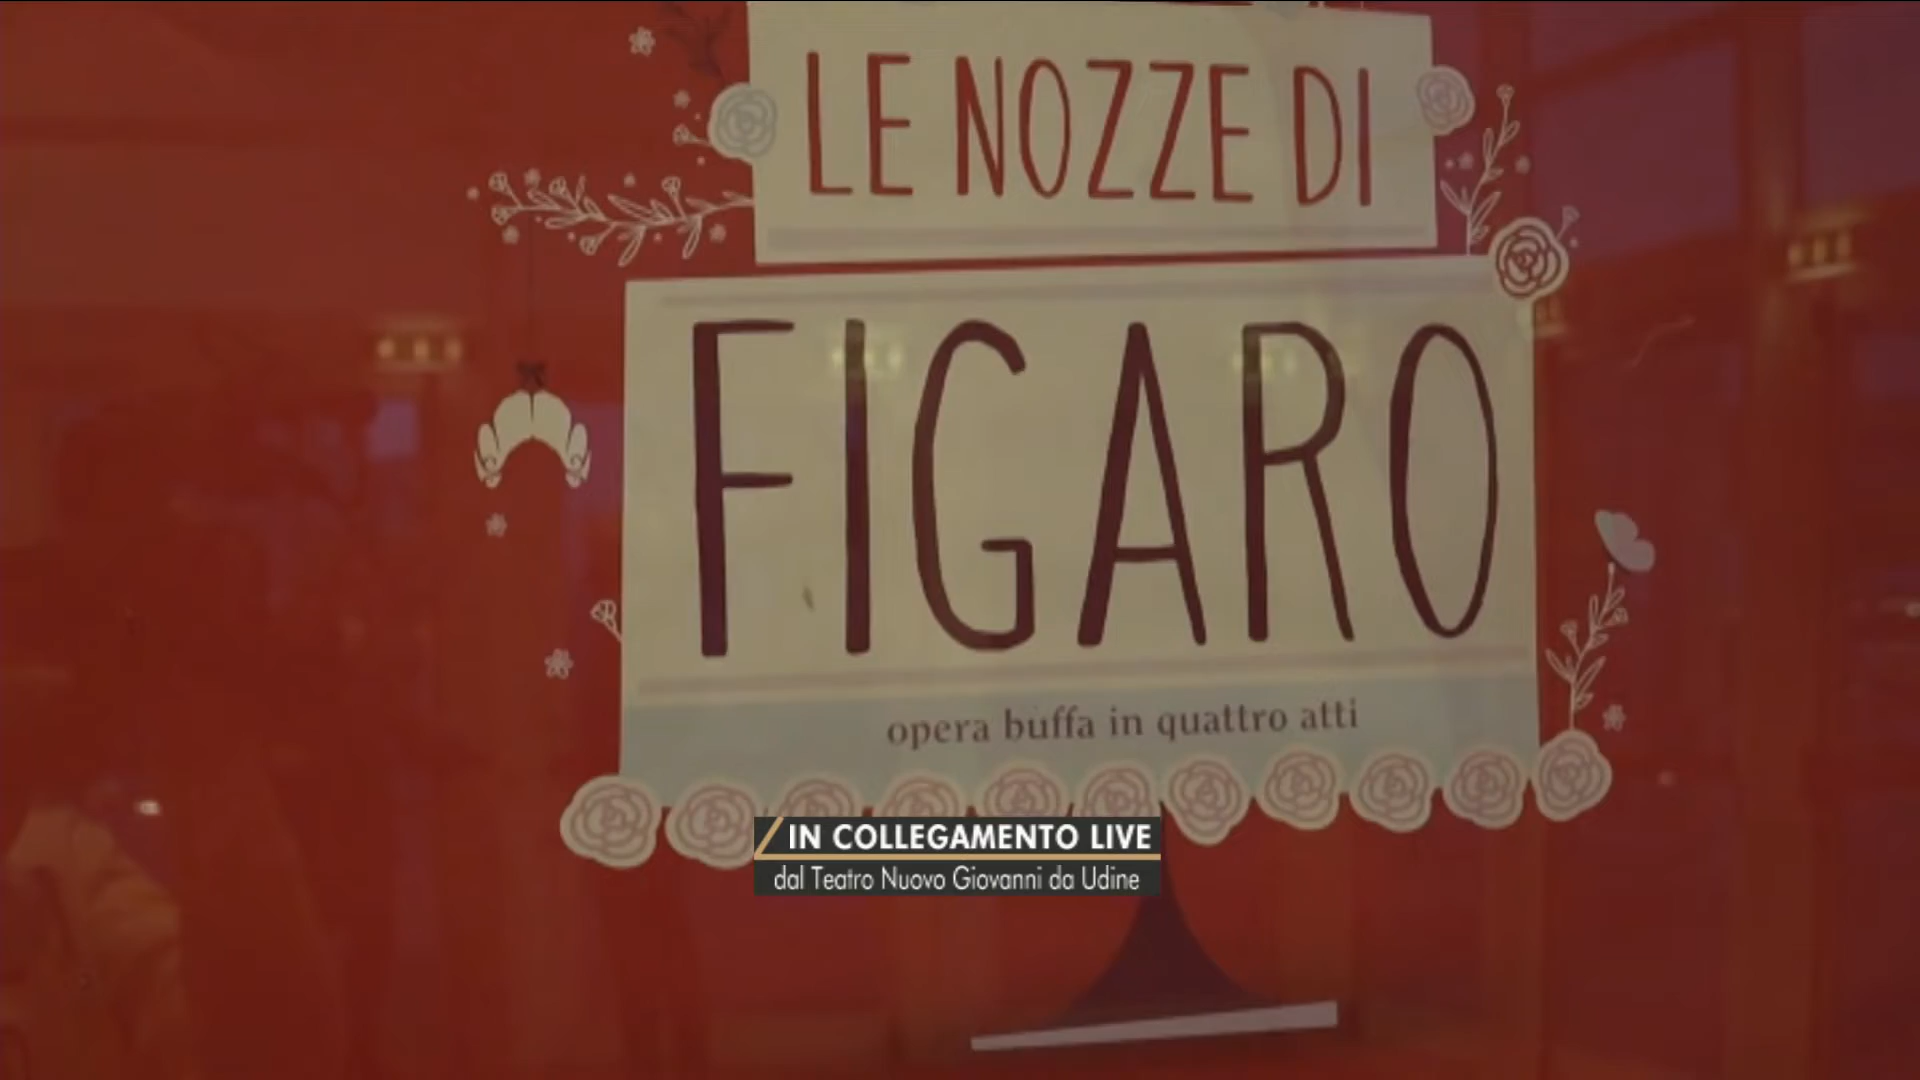 LE NOZZE DI
FIGARO
opera buffa in quattro atti
IN COLLEGAMENTO LIVE
dal Teatro Nuovo Giovanni da Udine